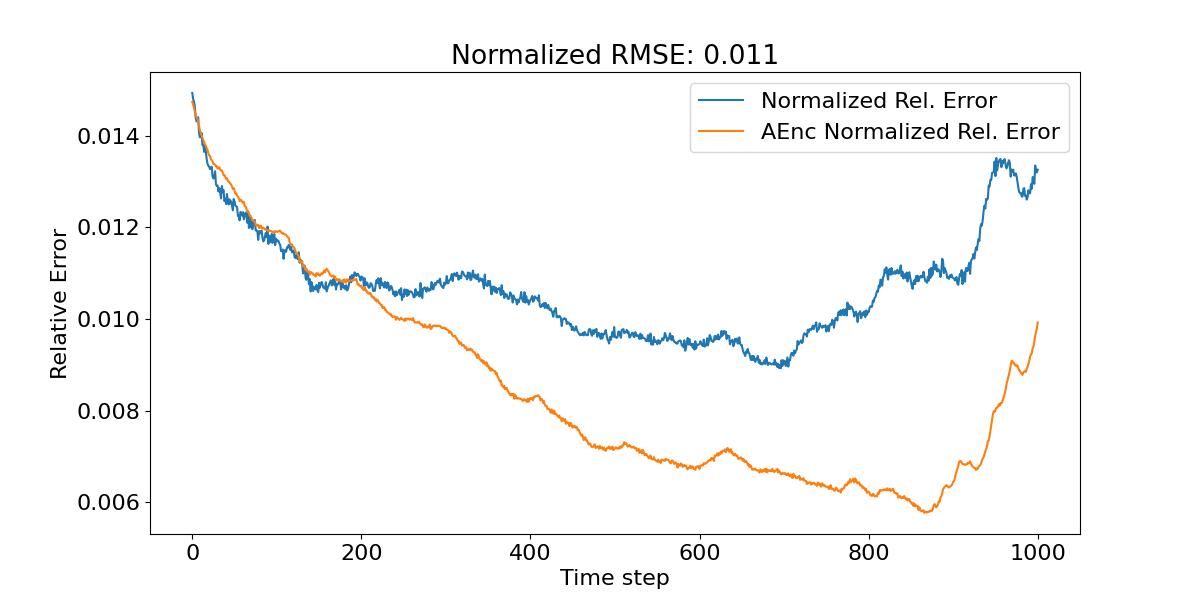 Normalized RMSE: 0.011
Normalized Rel. Error
AEnc Normalized Rel. Error
Relative Error
0.014
0.012
0.010
0.008
0.006
0 200 400 600 800 1000
Time step